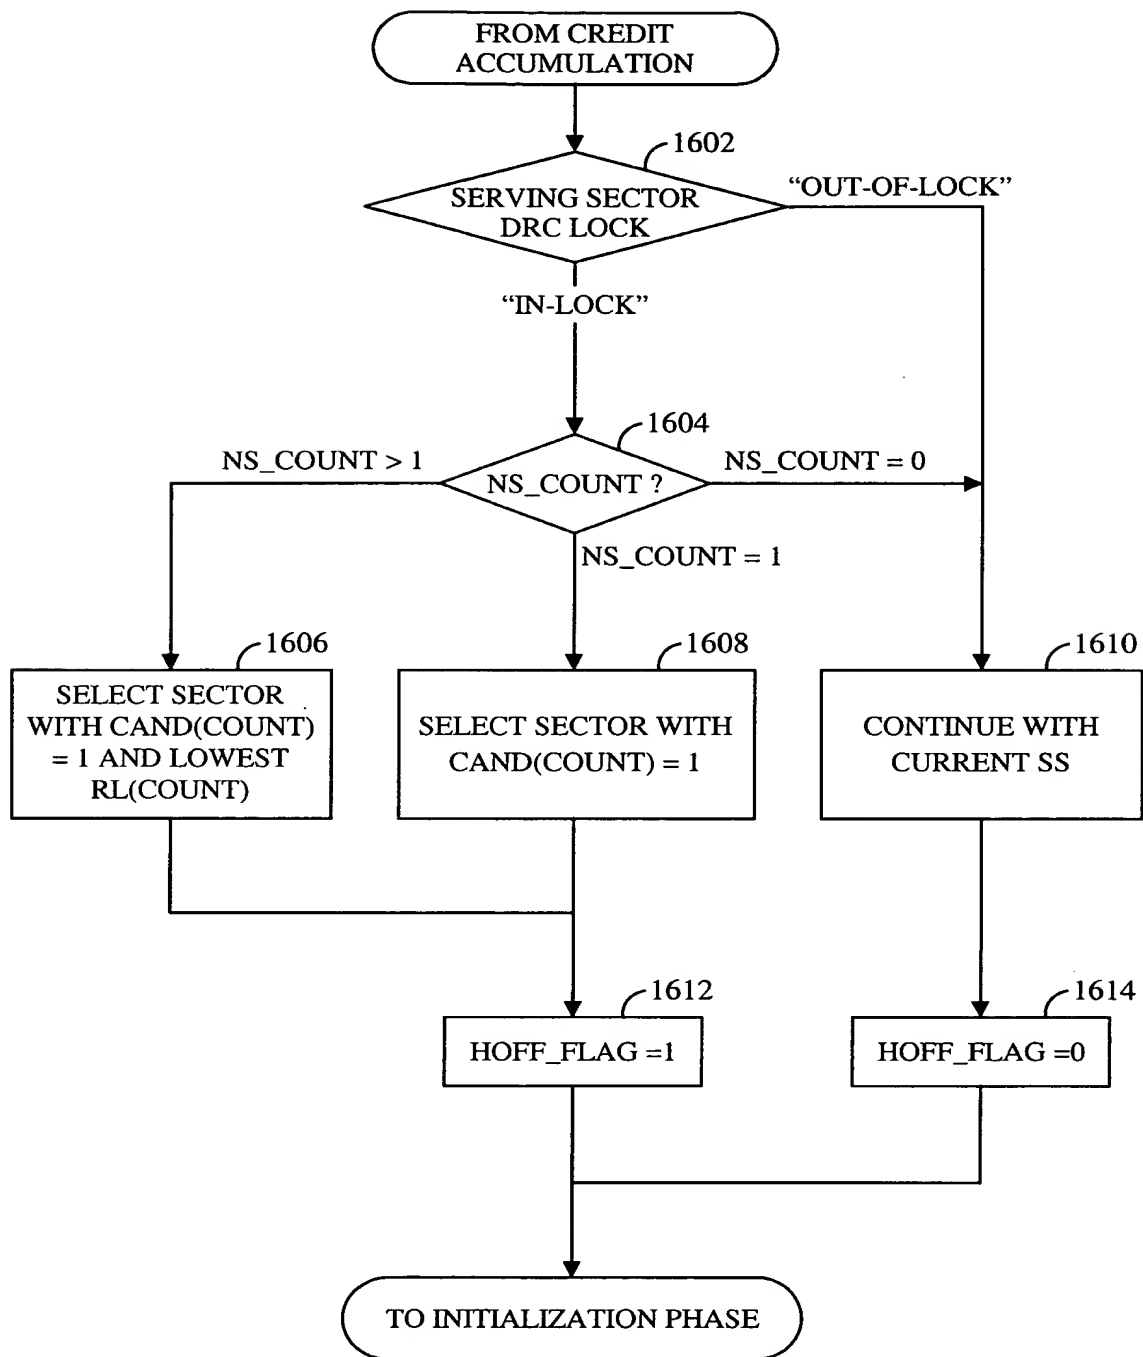 FROM CREDIT
ACCUMULATION
1602
SERVING SECTOR
DRC LOCK
“OUT-OF-LOCK”
“IN-LOCK”
1604
NS_COUNT > 1
NS_COUNT ?
NS_COUNT = 0
NS_COUNT = 1
1606
SELECT SECTOR
WITH CAND(COUNT)
= 1 AND LOWEST
RL(COUNT)
1608
SELECT SECTOR WITH
CAND(COUNT) = 1
1610
CONTINUE WITH
CURRENT SS
1612
HOFF_FLAG =1
1614
HOFF_FLAG =0
TO INITIALIZATION PHASE